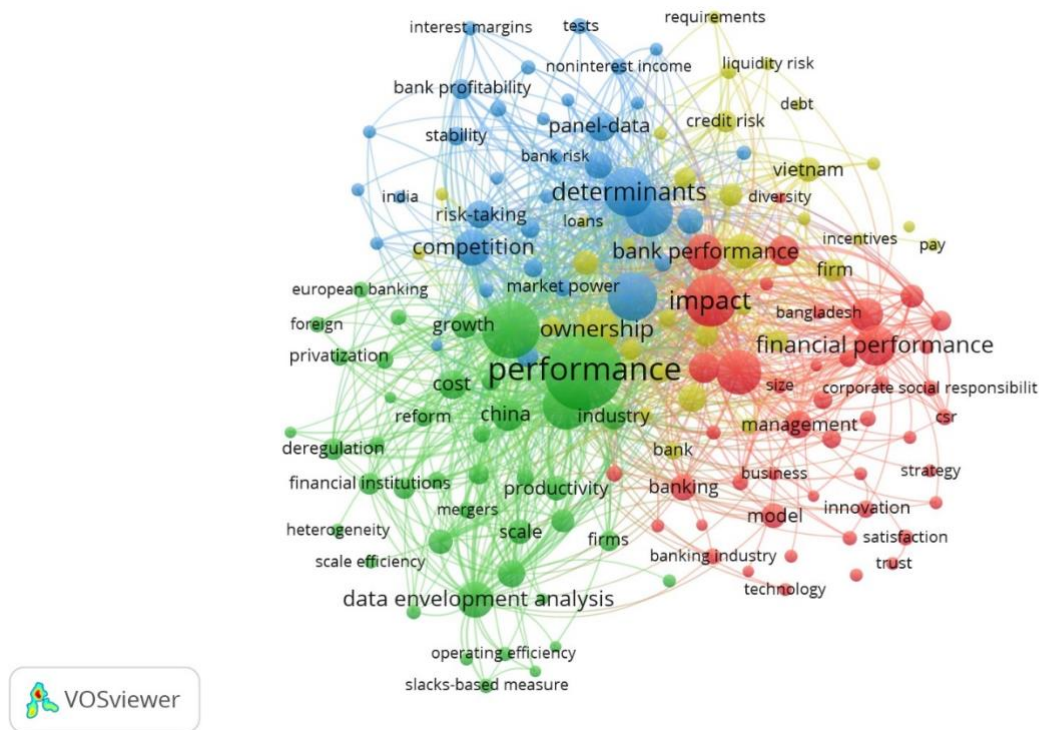 interest margins
tests
requirements
noninterest income
liquidity risk
bank profitability
debt
panel-data
credit risk
stability
bank risk
vietnam
determinants
diversity
india
risk-taking
loans
competition
bank performance
incentives
pay
firm
european banking
market power
impact
bangladesh
foreign
growth
ownership
financial performance
privatization
performance
cost
size
corporate social responsibilit
reform
china
industry
management
csr
deregulation
bank
financial institutions
productivity
banking
business
strategy
mergers
model
innovation
heterogeneity
scale
firms
satisfaction
scale efficiency
banking industry
trust
technology
data envelopment analysis
operating efficiency
slacks-based measure
VOSviewer